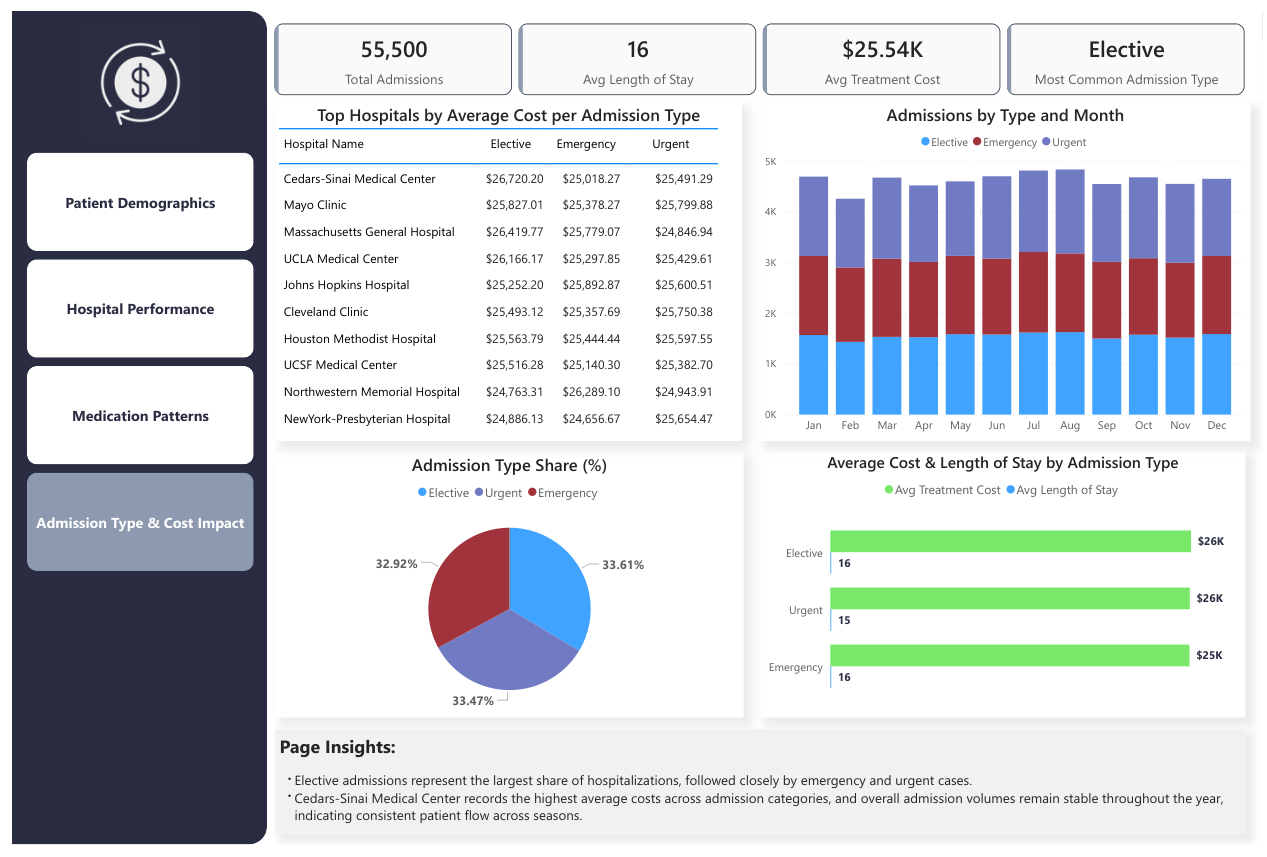 $
Patient Demographics
Hospital Performance
Medication Patterns
Admission Type & Cost Impact
55,500
Total Admissions
16
Avg Length of Stay
$25.54K
Avg Treatment Cost
Elective
Most Common Admission Type
Top Hospitals by Average Cost per Admission Type
Hospital Name Elective Emergency Urgent
Cedars-Sinai Medical Center $26,720.20 $25,018.27 $25,491.29
Mayo Clinic $25,827.01 $25,378.27 $25,799.88
Massachusetts General Hospital $26,419.77 $25,779.07 $24,846.94
UCLA Medical Center $26,166.17 $25,297.85 $25,429.61
Johns Hopkins Hospital $25,252.20 $25,892.87 $25,600.51
Cleveland Clinic $25,493.12 $25,357.69 $25,750.38
Houston Methodist Hospital $25,563.79 $25,444.44 $25,597.55
UCSF Medical Center $25,516.28 $25,140.30 $25,382.70
Northwestern Memorial Hospital $24,763.31 $26,289.10 $24,943.91
NewYork-Presbyterian Hospital $24,886.13 $24,656.67 $25,654.47
Admissions by Type and Month
Elective Emergency Urgent
5K
4K
3K
2K
1K
0K
Jan Feb Mar Apr May Jun Jul Aug Sep Oct Nov Dec
Admission Type Share (%)
Elective Urgent Emergency
32.92%
33.61%
33.47%
Average Cost & Length of Stay by Admission Type
Avg Treatment Cost Avg Length of Stay
Elective $26K
16
Urgent $26K
15
Emergency $25K
16
Page Insights:
• Elective admissions represent the largest share of hospitalizations, followed closely by emergency and urgent cases.
• Cedars-Sinai Medical Center records the highest average costs across admission categories, and overall admission volumes remain stable throughout the year,
indicating consistent patient flow across seasons.